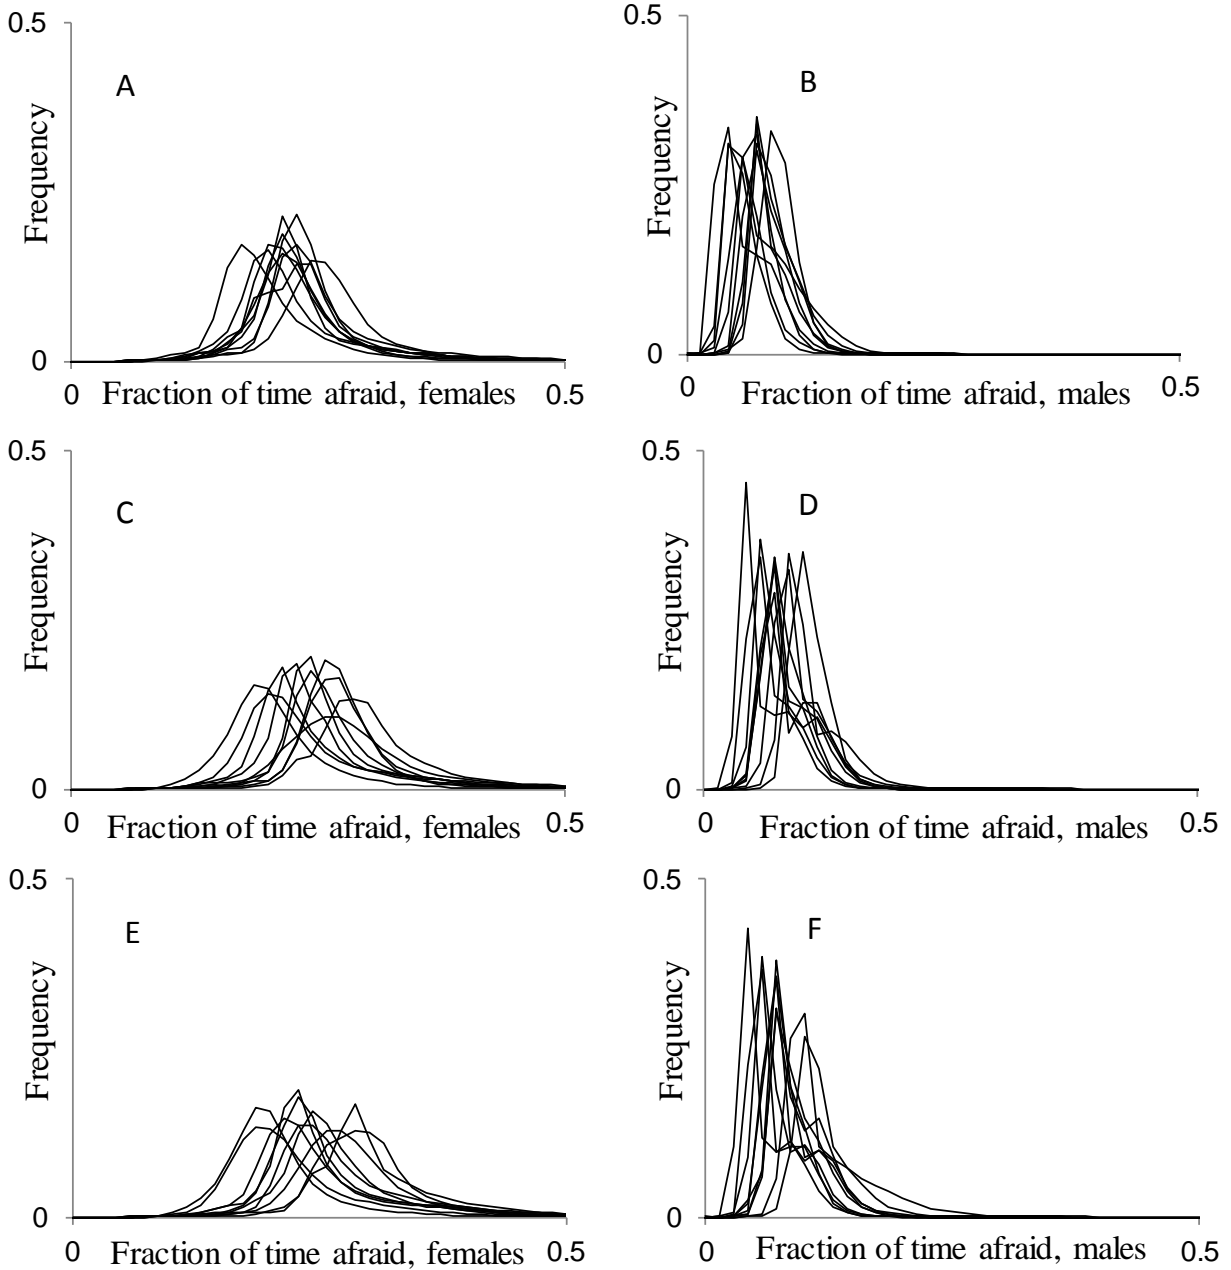 0.5
A
Frequency
0
0 Fraction of time afraid, females 0.5
0.5
B
Frequency
0
0 Fraction of time afraid, males 0.5
0.5
C
Frequency
0
0 Fraction of time afraid, females 0.5
0.5
D
Frequency
0
0 Fraction of time afraid, males 0.5
0.5
E
Frequency
0
0 Fraction of time afraid, females 0.5
0.5
F
Frequency
0
0 Fraction of time afraid, males 0.5